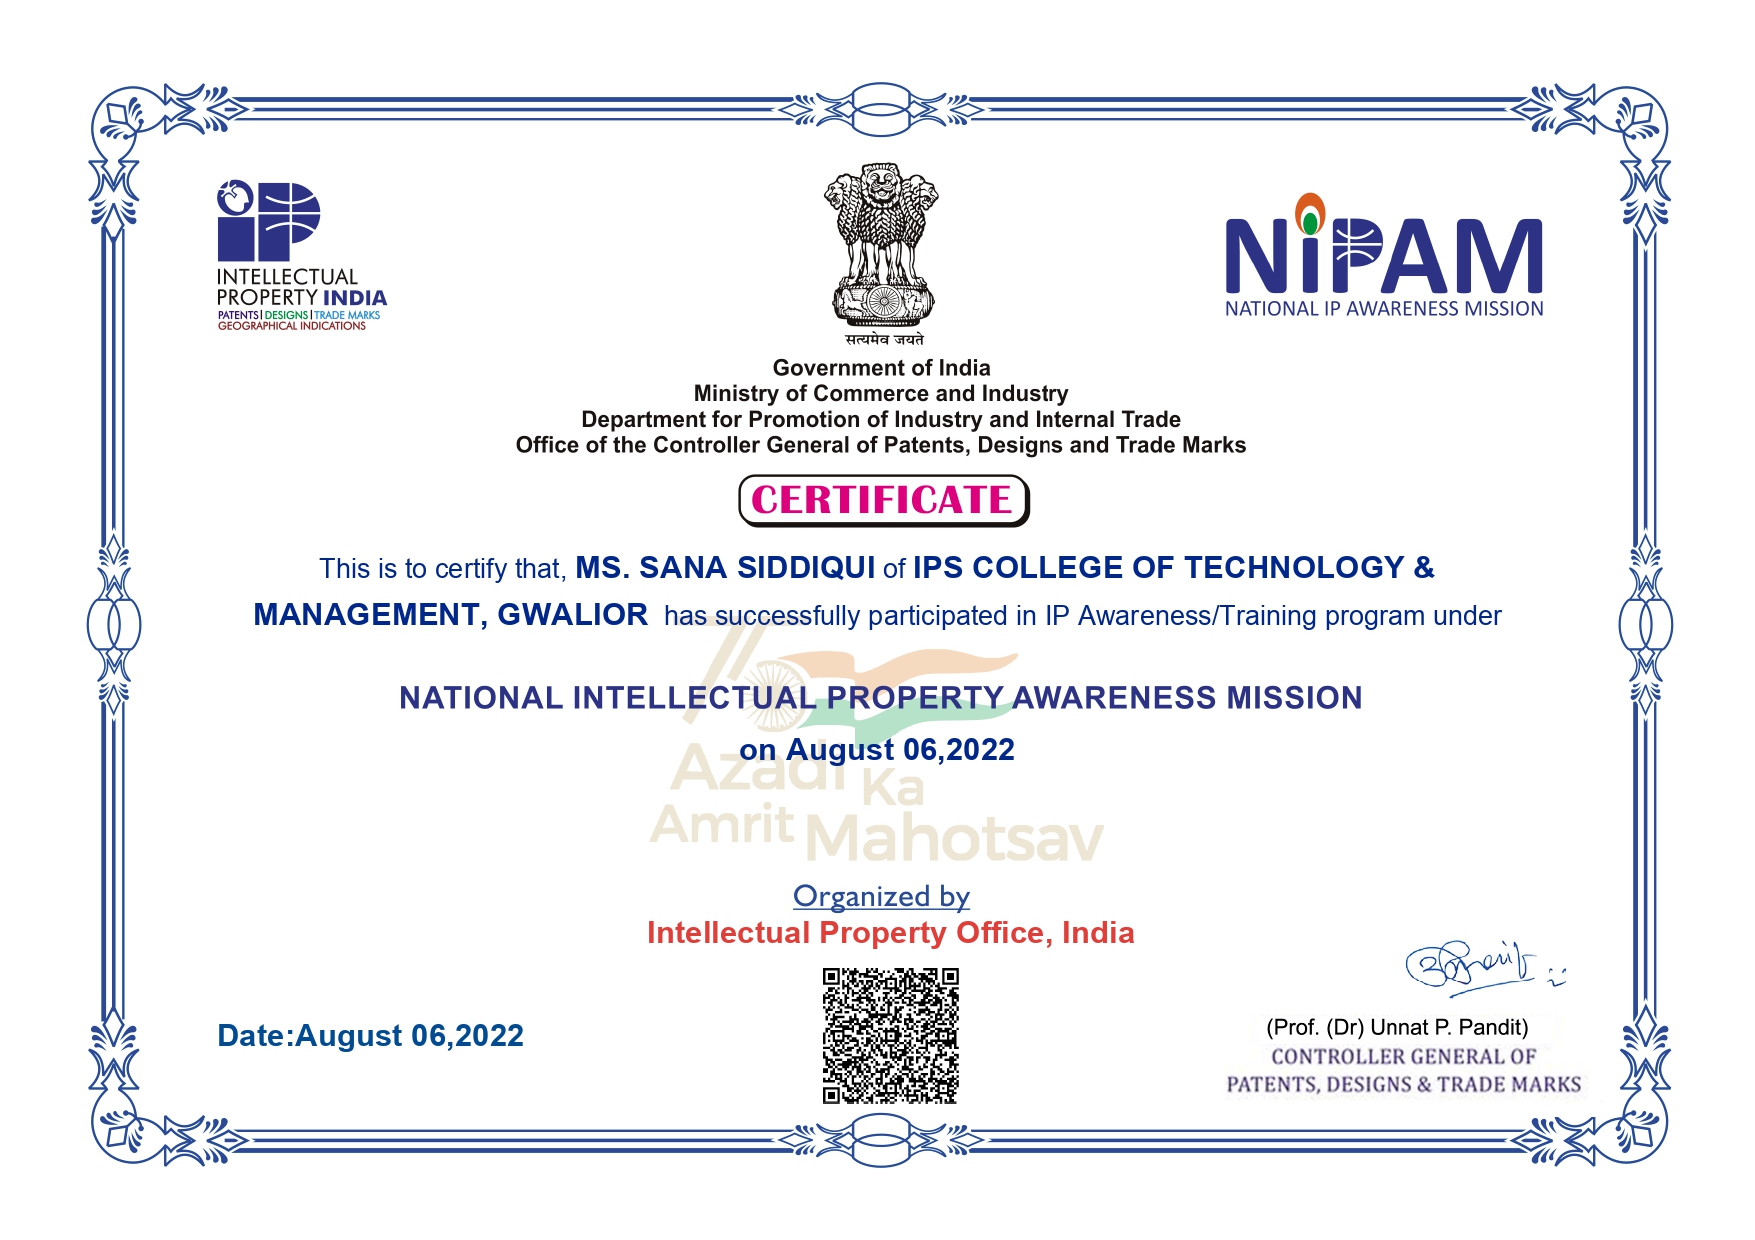 INTELLECTUAL
PROPERTY INDIA
PATENTS|DESIGNS|TRADE MARKS
GEOGRAPHICAL INDICATIONS
सत्यमेव जयते
NiPAM
NATIONAL IP AWARENESS MISSION
Government of India
Ministry of Commerce and Industry
Department for Promotion of Industry and Internal Trade
Office of the Controller General of Patents, Designs and Trade Marks
CERTIFICATE
This is to certify that, MS. SANA SIDDIQUI of IPS COLLEGE OF TECHNOLOGY &
MANAGEMENT, GWALIOR has successfully participated in IP Awareness/Training program under
NATIONAL INTELLECTUAL PROPERTY AWARENESS MISSION
on August 06,2022
Azadi Ka
Amrit Mahotsav
Organized by
Intellectual Property Office, India
Date:August 06,2022
(Prof. (Dr) Unnat P. Pandit)
CONTROLLER GENERAL OF
PATENTS, DESIGNS & TRADE MARKS